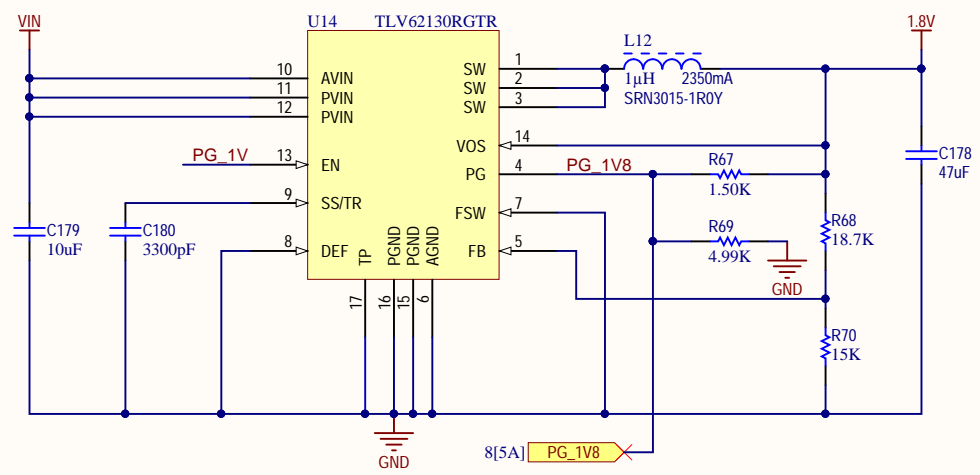 VIN
U14 TLV62130RGTR
1.8V
L12
1µH 2350mA
SRN3015-1R0Y
10 AVIN
11 PVIN
12 PVIN
PG_1V 13 EN
9 SS/TR
8 DEF
SW 1
SW 2
SW 3
VOS 14
PG 4 PG_1V8
FSW 7
FB 5
TP
PGND
PGND
AGND
17
16
15
6
R67
1.50K
R69
4.99K
GND
R68
18.7K
R70
15K
C178
47uF
C179
10uF
C180
3300pF
GND
8[5A] PG_1V8